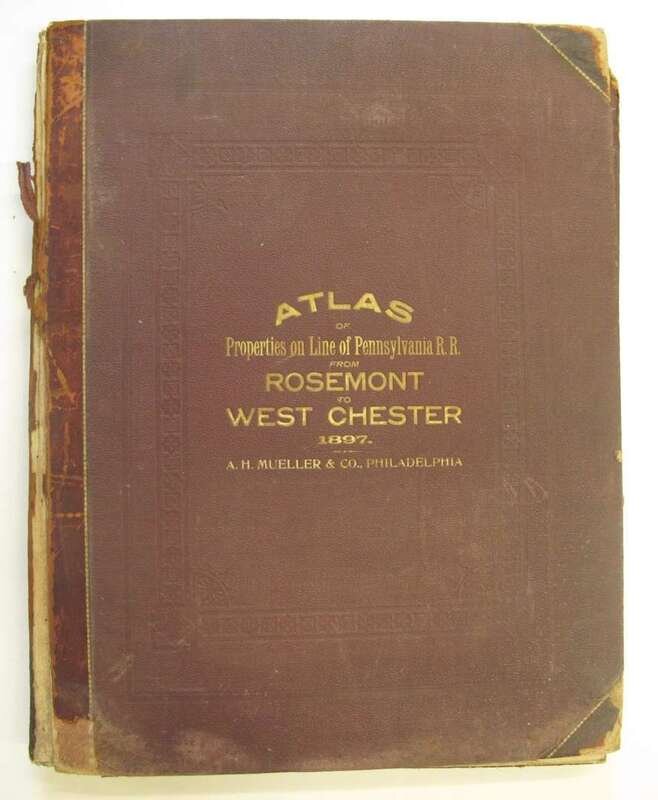 ATLAS
OF
Properties on Line of Pennsylvania R.R.
FROM
ROSEMONT
TO
WEST CHESTER
1897.
A. H. MUELLER & CO., PHILADELPHIA